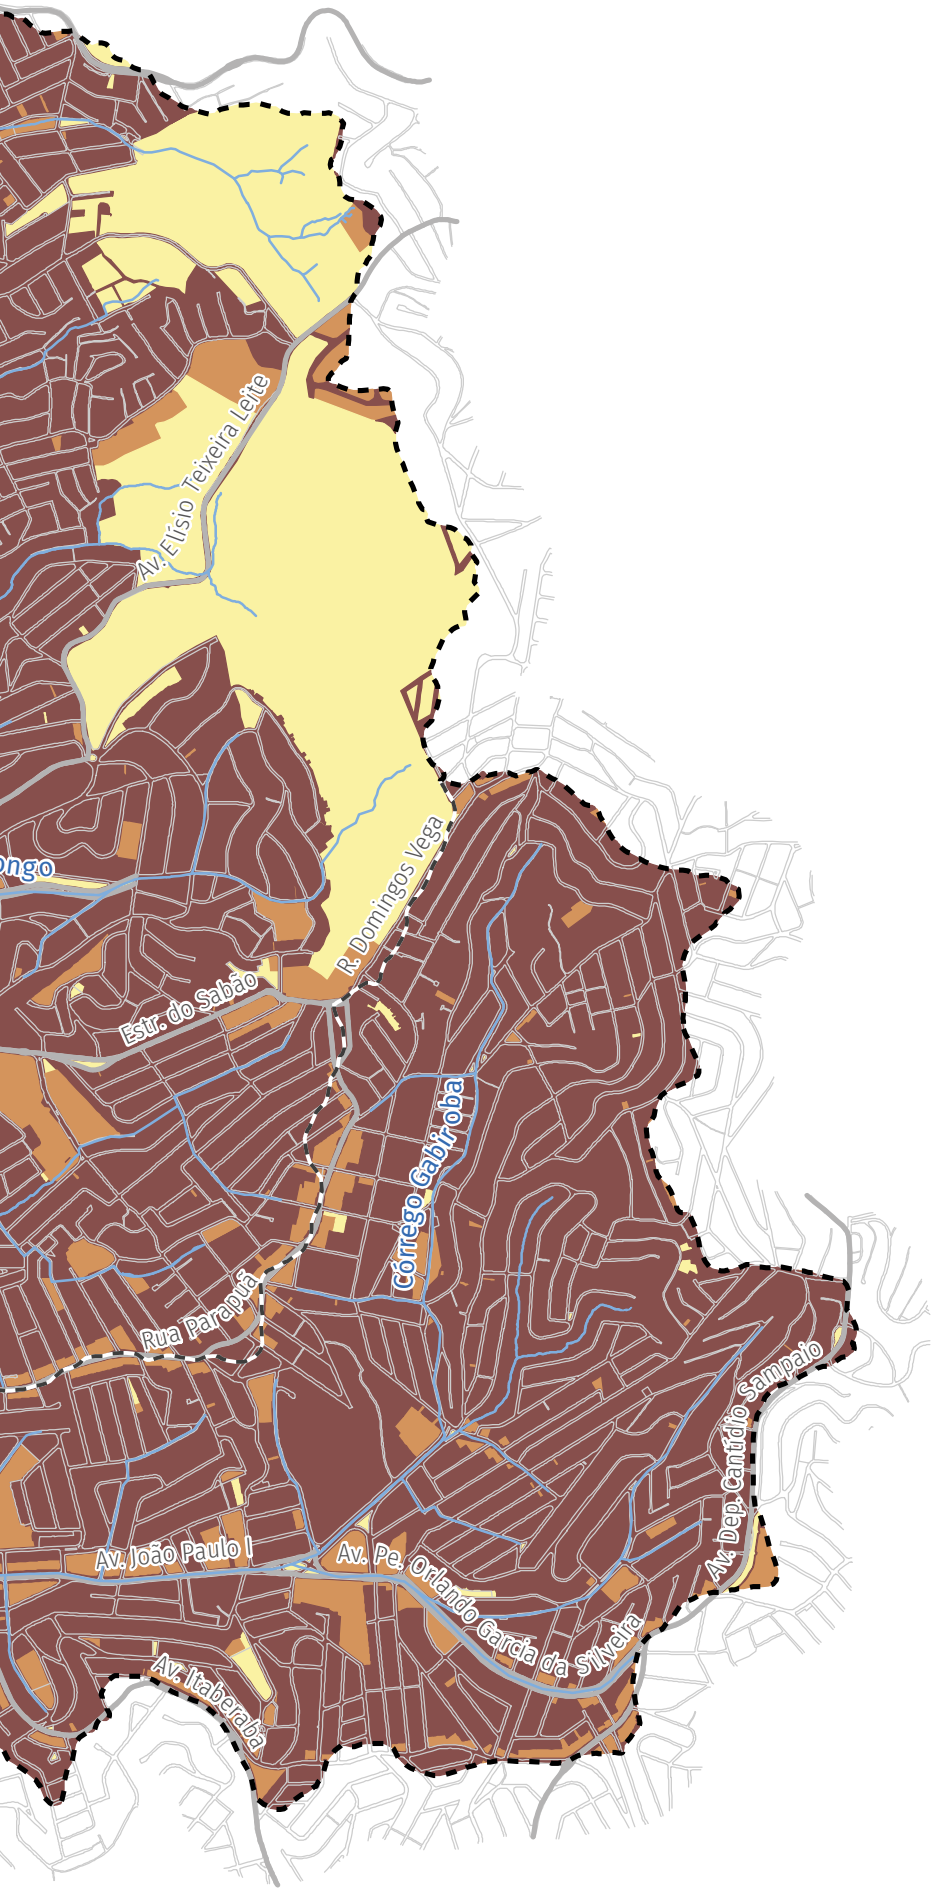 Av. Elísio Teixeira Leite
R. Domingos Vega
ongo
Estr. do Sabão
Córrego Gabiroba
Rua Parapuã
Av. Dep. Cantídio Sampaio
Av. João Paulo I
Av. Pe. Orlando Garcia da Silveira
Av. Itaberaba